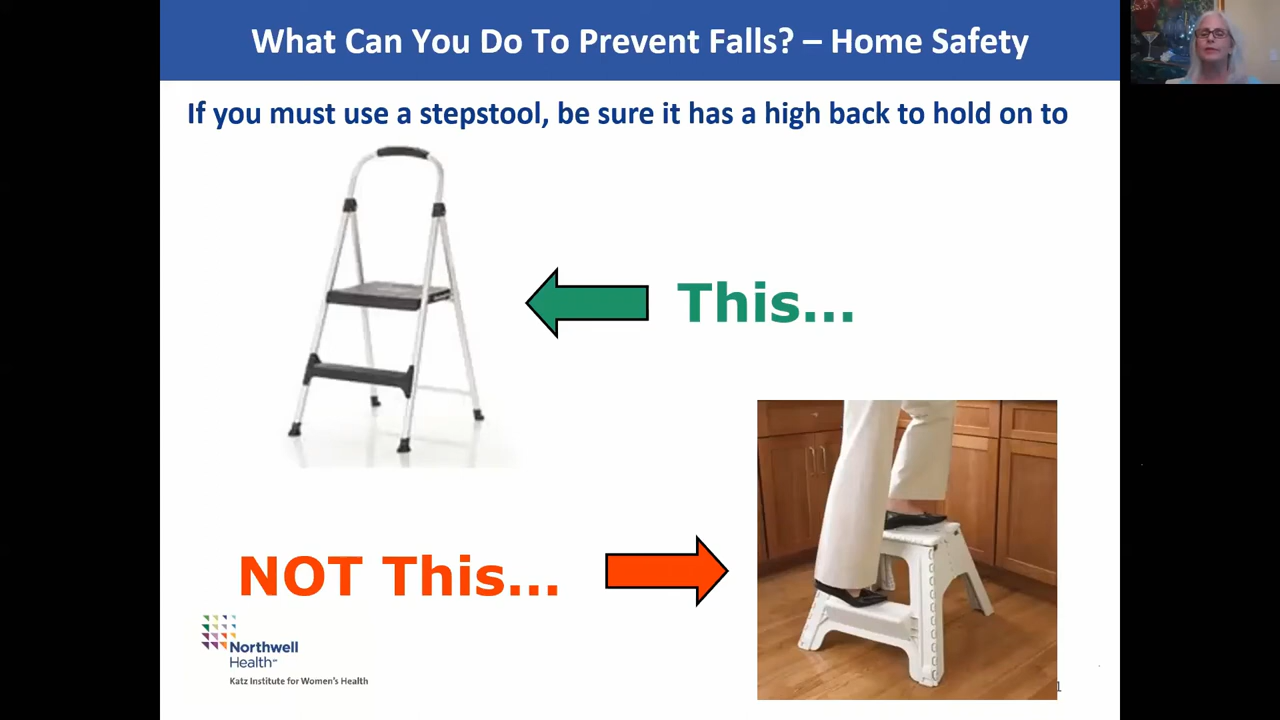 What Can You Do To Prevent Falls? – Home Safety
If you must use a stepstool, be sure it has a high back to hold on to
This...
NOT This...
Northwell
Health℠
Katz Institute for Women's Health